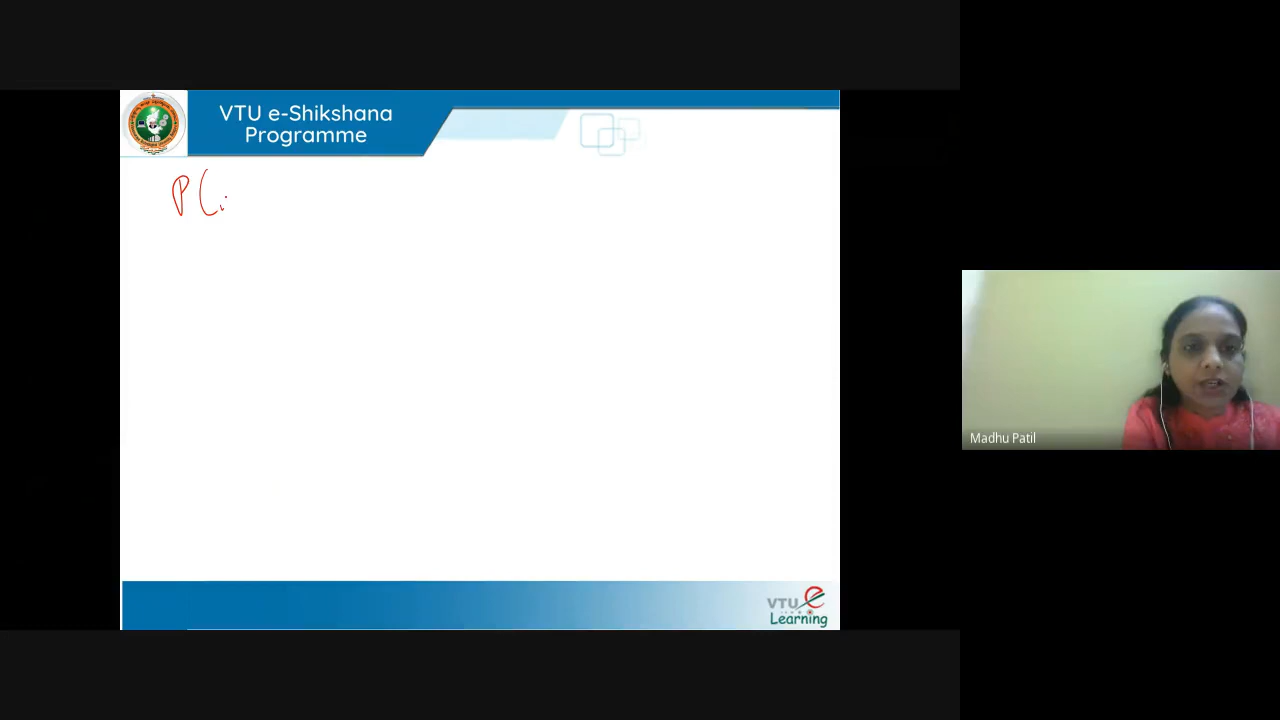 VTU e-Shikshana
Programme
P(
Madhu Patil
VTU e
Learning